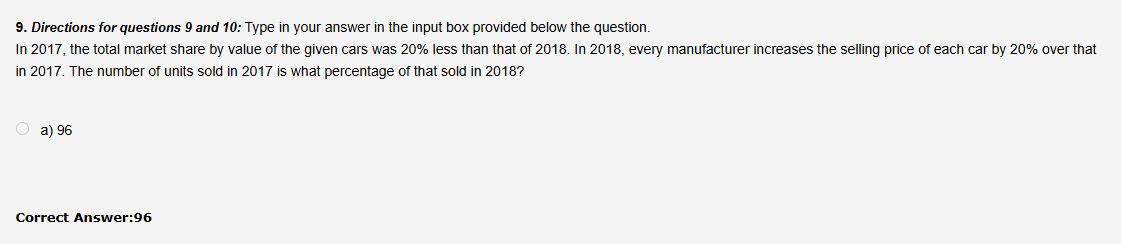 9. Directions for questions 9 and 10: Type in your answer in the input box provided below the question.
In 2017, the total market share by value of the given cars was 20% less than that of 2018. In 2018, every manufacturer increases the selling price of each car by 20% over that
in 2017. The number of units sold in 2017 is what percentage of that sold in 2018?
a) 96
Correct Answer:96